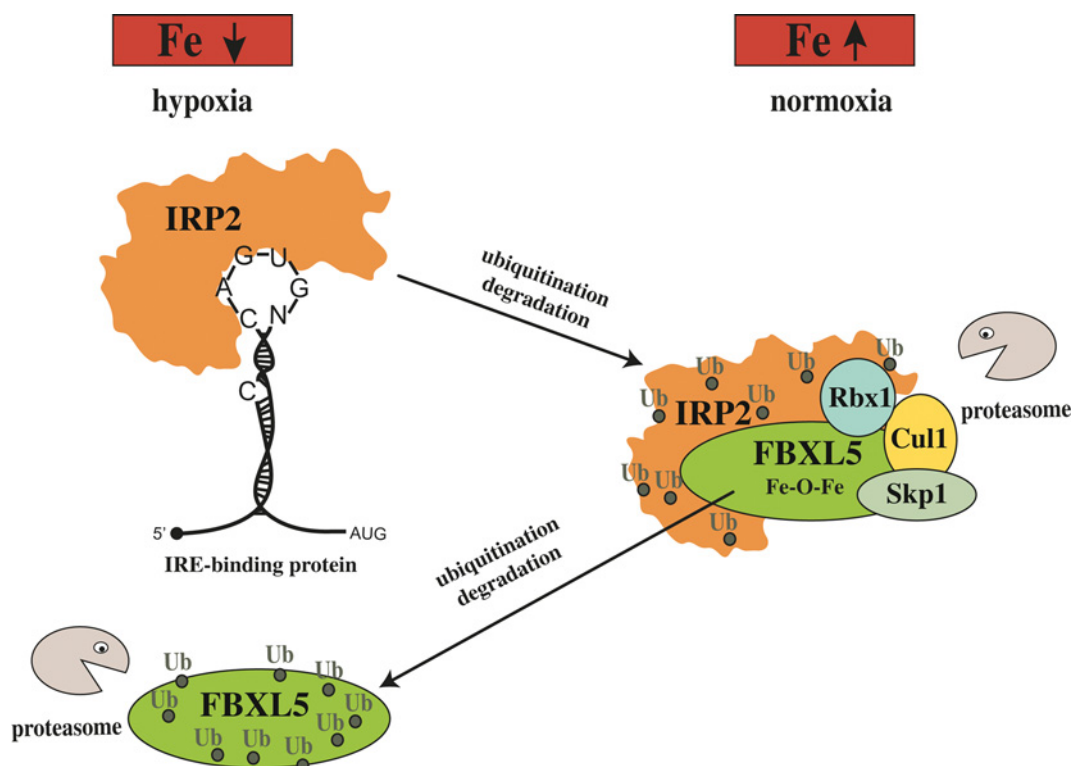 Fe ↓
hypoxia
Fe ↑
normoxia
IRP2
G U
A G
C N
C
5’ AUG
IRE-binding protein
ubiquitination
degradation
Ub
Ub
Ub
Ub
Ub
IRP2
Rbx1
Cul1
FBXL5
Fe-O-Fe
Skp1
Ub
Ub
Ub
proteasome
ubiquitination
degradation
proteasome
Ub
Ub
Ub
Ub
FBXL5
Ub
Ub
Ub
Ub
Ub